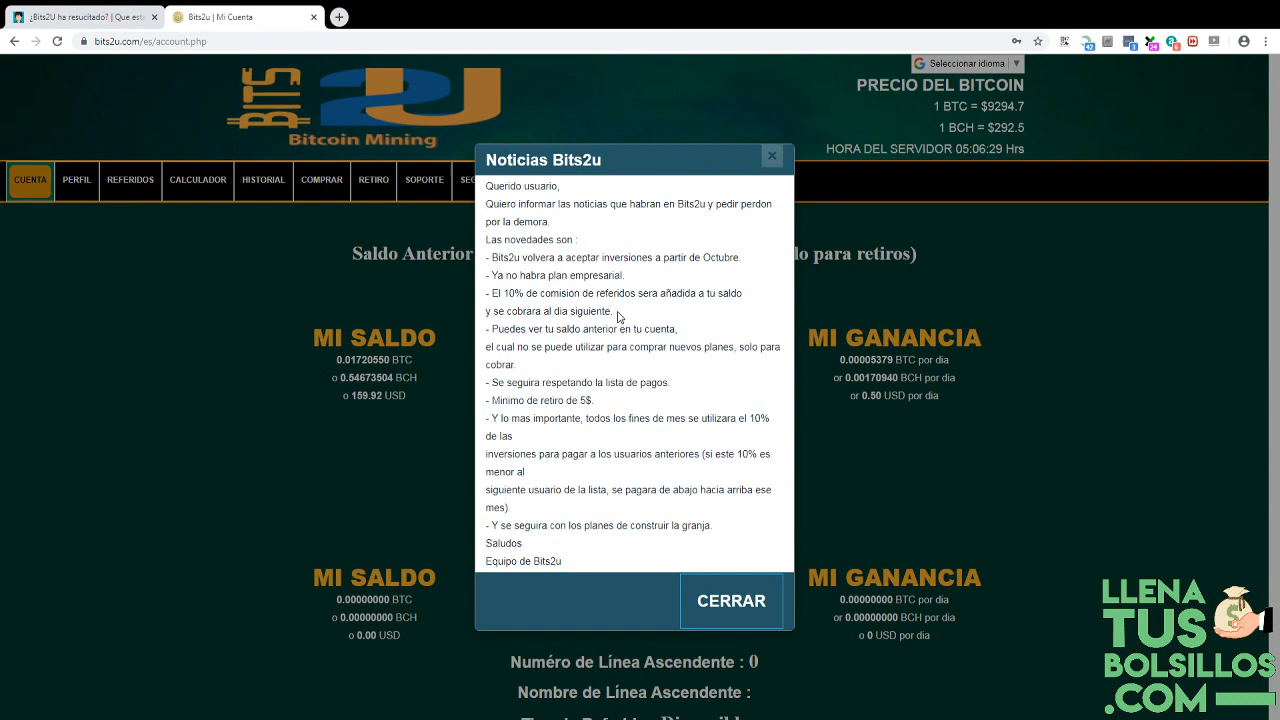 ¿Bits2U ha resucitado? | Que est
Bits2u | Mi Cuenta
bits2u.com/es/account.php
Seleccionar idioma
BITS 2U
Bitcoin Mining
PRECIO DEL BITCOIN
1 BTC = $9294.7
1 BCH = $292.5
HORA DEL SERVIDOR 05:06:29 Hrs
CUENTA PERFIL REFERIDOS CALCULADOR HISTORIAL COMPRAR RETIRO SOPORTE SEG
Noticias Bits2u
Querido usuario,
Quiero informar las noticias que habran en Bits2u y pedir perdon
por la demora.
Las novedades son :
- Bits2u volvera a aceptar inversiones a partir de Octubre.
- Ya no habra plan empresarial.
- El 10% de comisión de referidos sera añadida a tu saldo
y se cobrara al dia siguiente.
- Puedes ver tu saldo anterior en tu cuenta,
el cual no se puede utilizar para comprar nuevos planes, solo para
cobrar.
- Se seguira respetando la lista de pagos.
- Minimo de retiro de 5$.
- Y lo mas importante, todos los fines de mes se utilizara el 10%
de las
inversiones para pagar a los usuarios anteriores (si este 10% es
menor al
siguiente usuario de la lista, se pagara de abajo hacia arriba ese
mes).
- Y se seguira con los planes de construir la granja.
Saludos
Equipo de Bits2u
CERRAR
Saldo Anterior
lo para retiros)
MI SALDO
0.01720550 BTC
o 0.54673504 BCH
o 159.92 USD
MI GANANCIA
0.00005379 BTC por dia
or 0.00170940 BCH por dia
or 0.50 USD por dia
MI SALDO
0.00000000 BTC
o 0.00000000 BCH
o 0.00 USD
MI GANANCIA
0.00000000 BTC por dia
or 0.00000000 BCH por dia
o 0 USD por dia
Numéro de Línea Ascendente : 0
Nombre de Línea Ascendente :
LLENA
TUS
BOLSILLOS
.COM